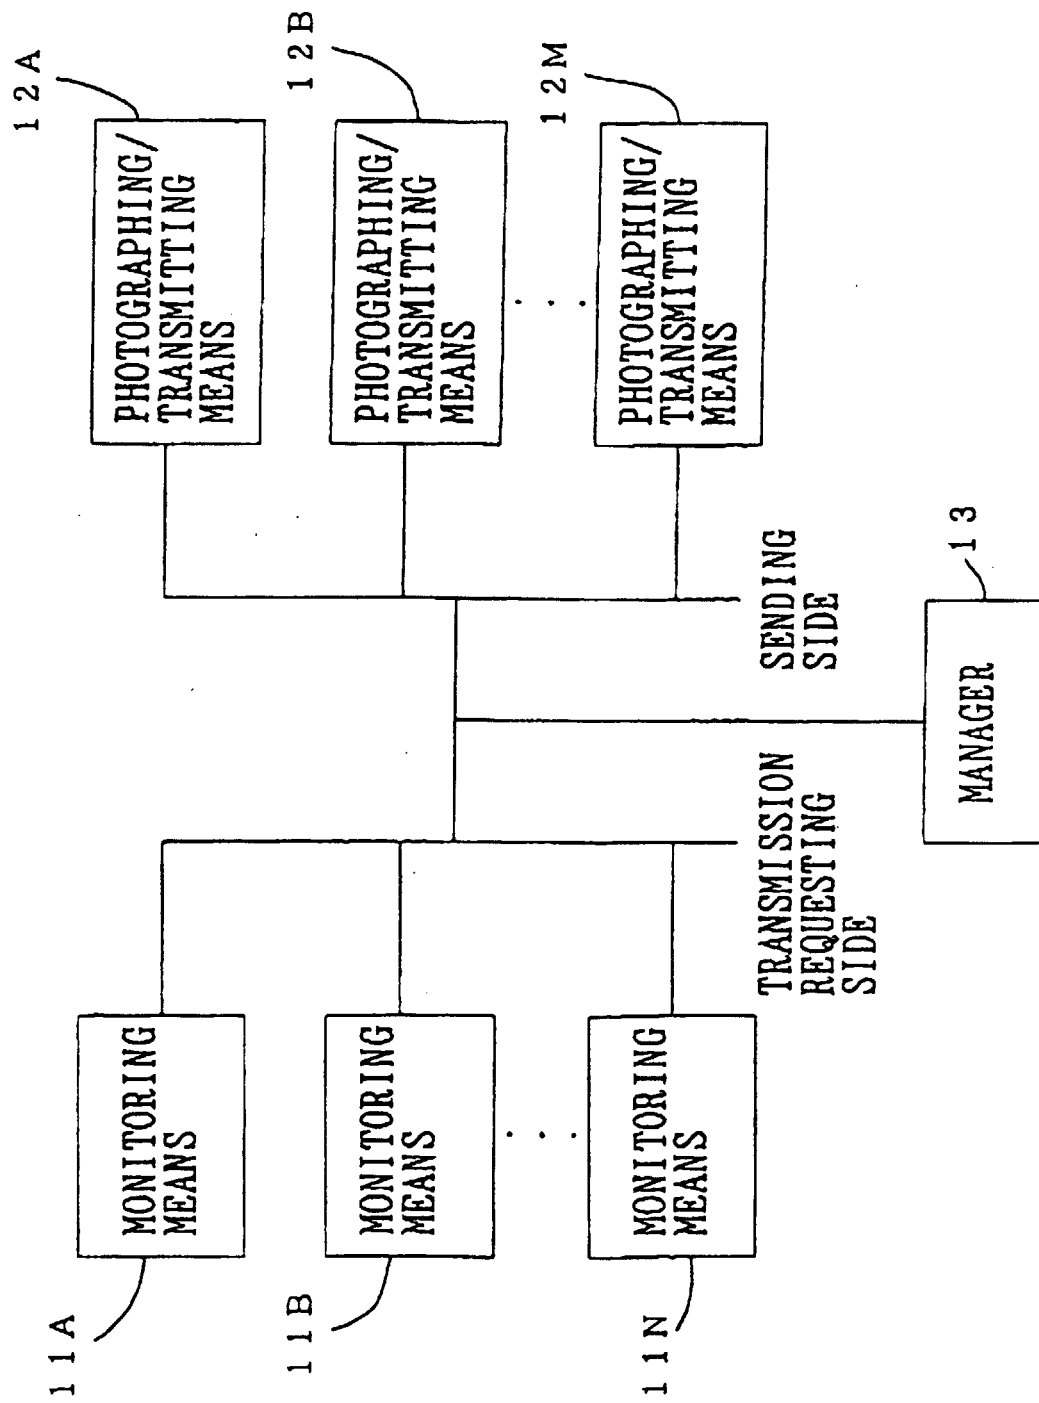 11A
MONITORING
MEANS
11B
MONITORING
MEANS
11N
MONITORING
MEANS
TRANSMISSION
REQUESTING
SIDE
SENDING
SIDE
MANAGER
13
12A
PHOTOGRAPHING/
TRANSMITTING
MEANS
12B
PHOTOGRAPHING/
TRANSMITTING
MEANS
12M
PHOTOGRAPHING/
TRANSMITTING
MEANS